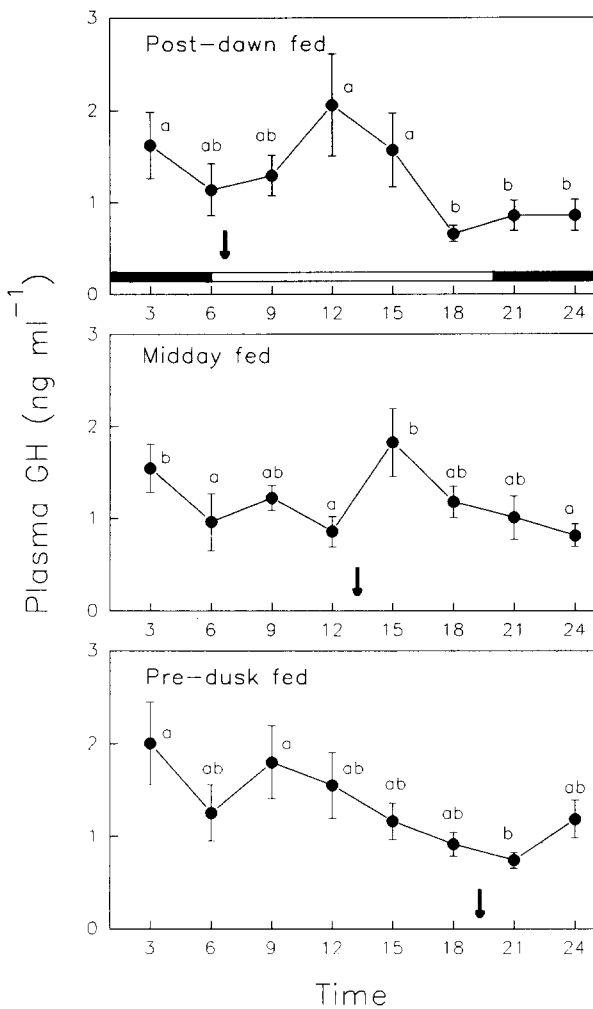 Plasma GH (ng ml⁻¹)
Post-dawn fed
3
2
1
0
a
ab
ab
a
a
b
b
b
3 6 9 12 15 18 21 24
Midday fed
3
2
1
0
b
a
ab
a
b
ab
ab
a
3 6 9 12 15 18 21 24
Pre-dusk fed
3
2
1
0
a
ab
a
ab
ab
ab
b
ab
3 6 9 12 15 18 21 24
Time